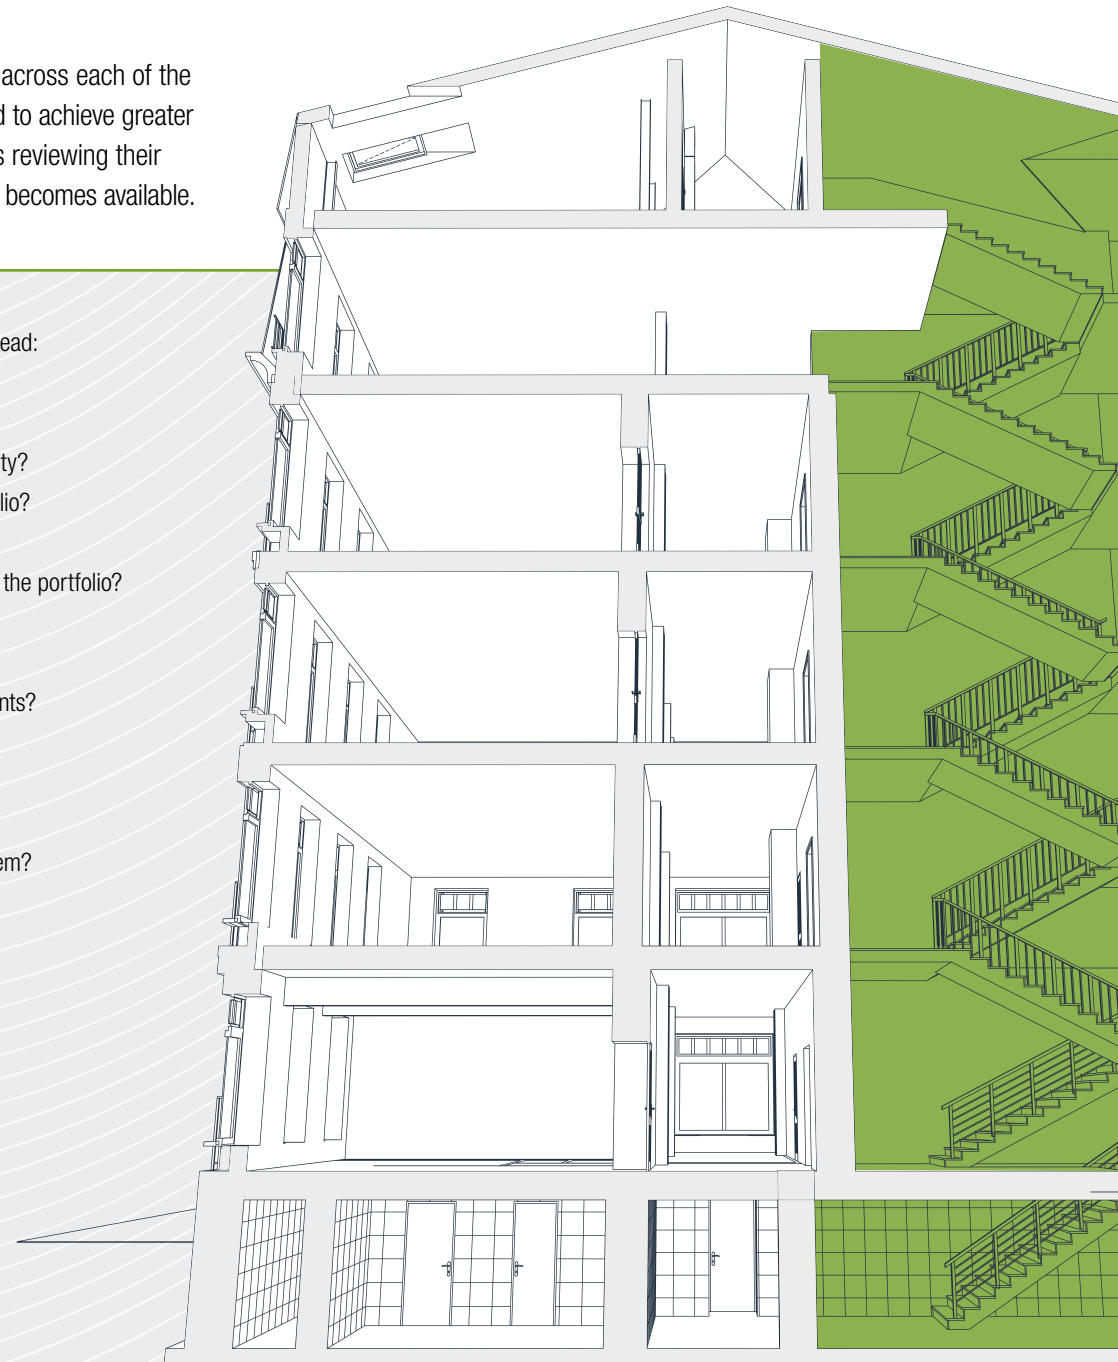 across each of the
d to achieve greater
s reviewing their
becomes available.
ead:
ty?
lio?
the portfolio?
nts?
em?